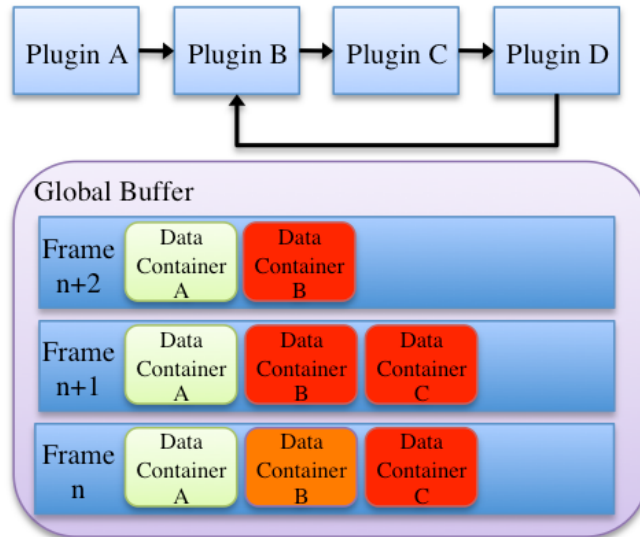 Plugin A
Plugin B
Plugin C
Plugin D
Global Buffer
Frame
n+2
Data
Container
A
Data
Container
B
Frame
n+1
Data
Container
A
Data
Container
B
Data
Container
C
Frame
n
Data
Container
A
Data
Container
B
Data
Container
C